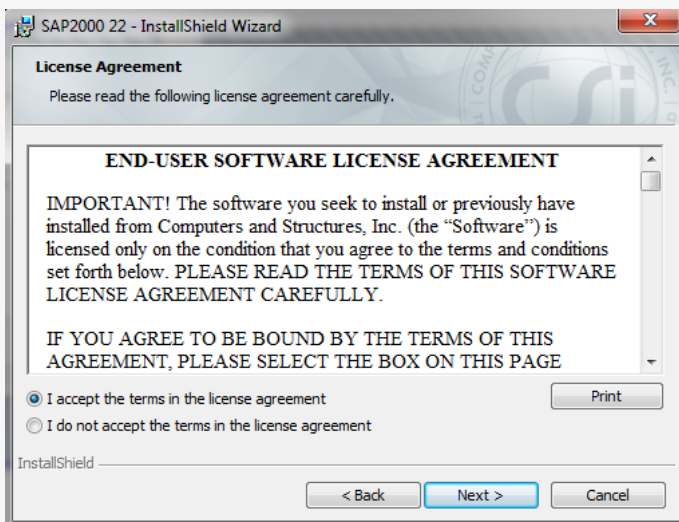 SAP2000 22 - InstallShield Wizard
License Agreement
Please read the following license agreement carefully.
CSi
END-USER SOFTWARE LICENSE AGREEMENT
IMPORTANT! The software you seek to install or previously have
installed from Computers and Structures, Inc. (the “Software”) is
licensed only on the condition that you agree to the terms and conditions
set forth below. PLEASE READ THE TERMS OF THIS SOFTWARE
LICENSE AGREEMENT CAREFULLY.
IF YOU AGREE TO BE BOUND BY THE TERMS OF THIS
AGREEMENT, PLEASE SELECT THE BOX ON THIS PAGE
I accept the terms in the license agreement
Print
I do not accept the terms in the license agreement
InstallShield
< Back
Next >
Cancel